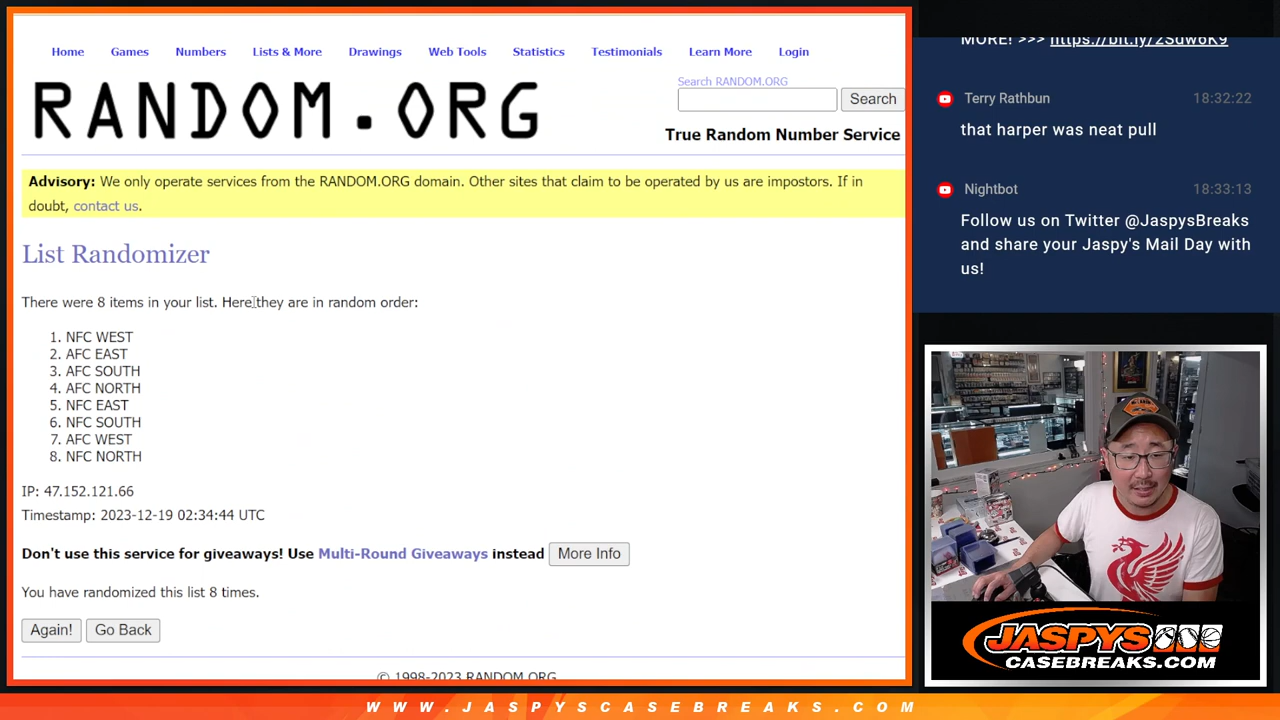 Home Games Numbers Lists & More Drawings Web Tools Statistics Testimonials Learn More Login
RANDOM.ORG
Search RANDOM.ORG
Search
True Random Number Service
Advisory: We only operate services from the RANDOM.ORG domain. Other sites that claim to be operated by us are impostors. If in
doubt, contact us.
List Randomizer
There were 8 items in your list. Here they are in random order:
1. NFC WEST
2. AFC EAST
3. AFC SOUTH
4. AFC NORTH
5. NFC EAST
6. NFC SOUTH
7. AFC WEST
8. NFC NORTH
IP: 47.152.121.66
Timestamp: 2023-12-19 02:34:44 UTC
Don't use this service for giveaways! Use Multi-Round Giveaways instead More Info
You have randomized this list 8 times.
Again! Go Back
© 1998-2023 RANDOM.ORG
MORE! >>> https://bit.ly/2Sdw6K9
Terry Rathbun 18:32:22
that harper was neat pull
Nightbot 18:33:13
Follow us on Twitter @JaspysBreaks
and share your Jaspy's Mail Day with
us!
JASPYS
CASEBREAKS.COM
WWW.JASPYSCASEBREAKS.COM